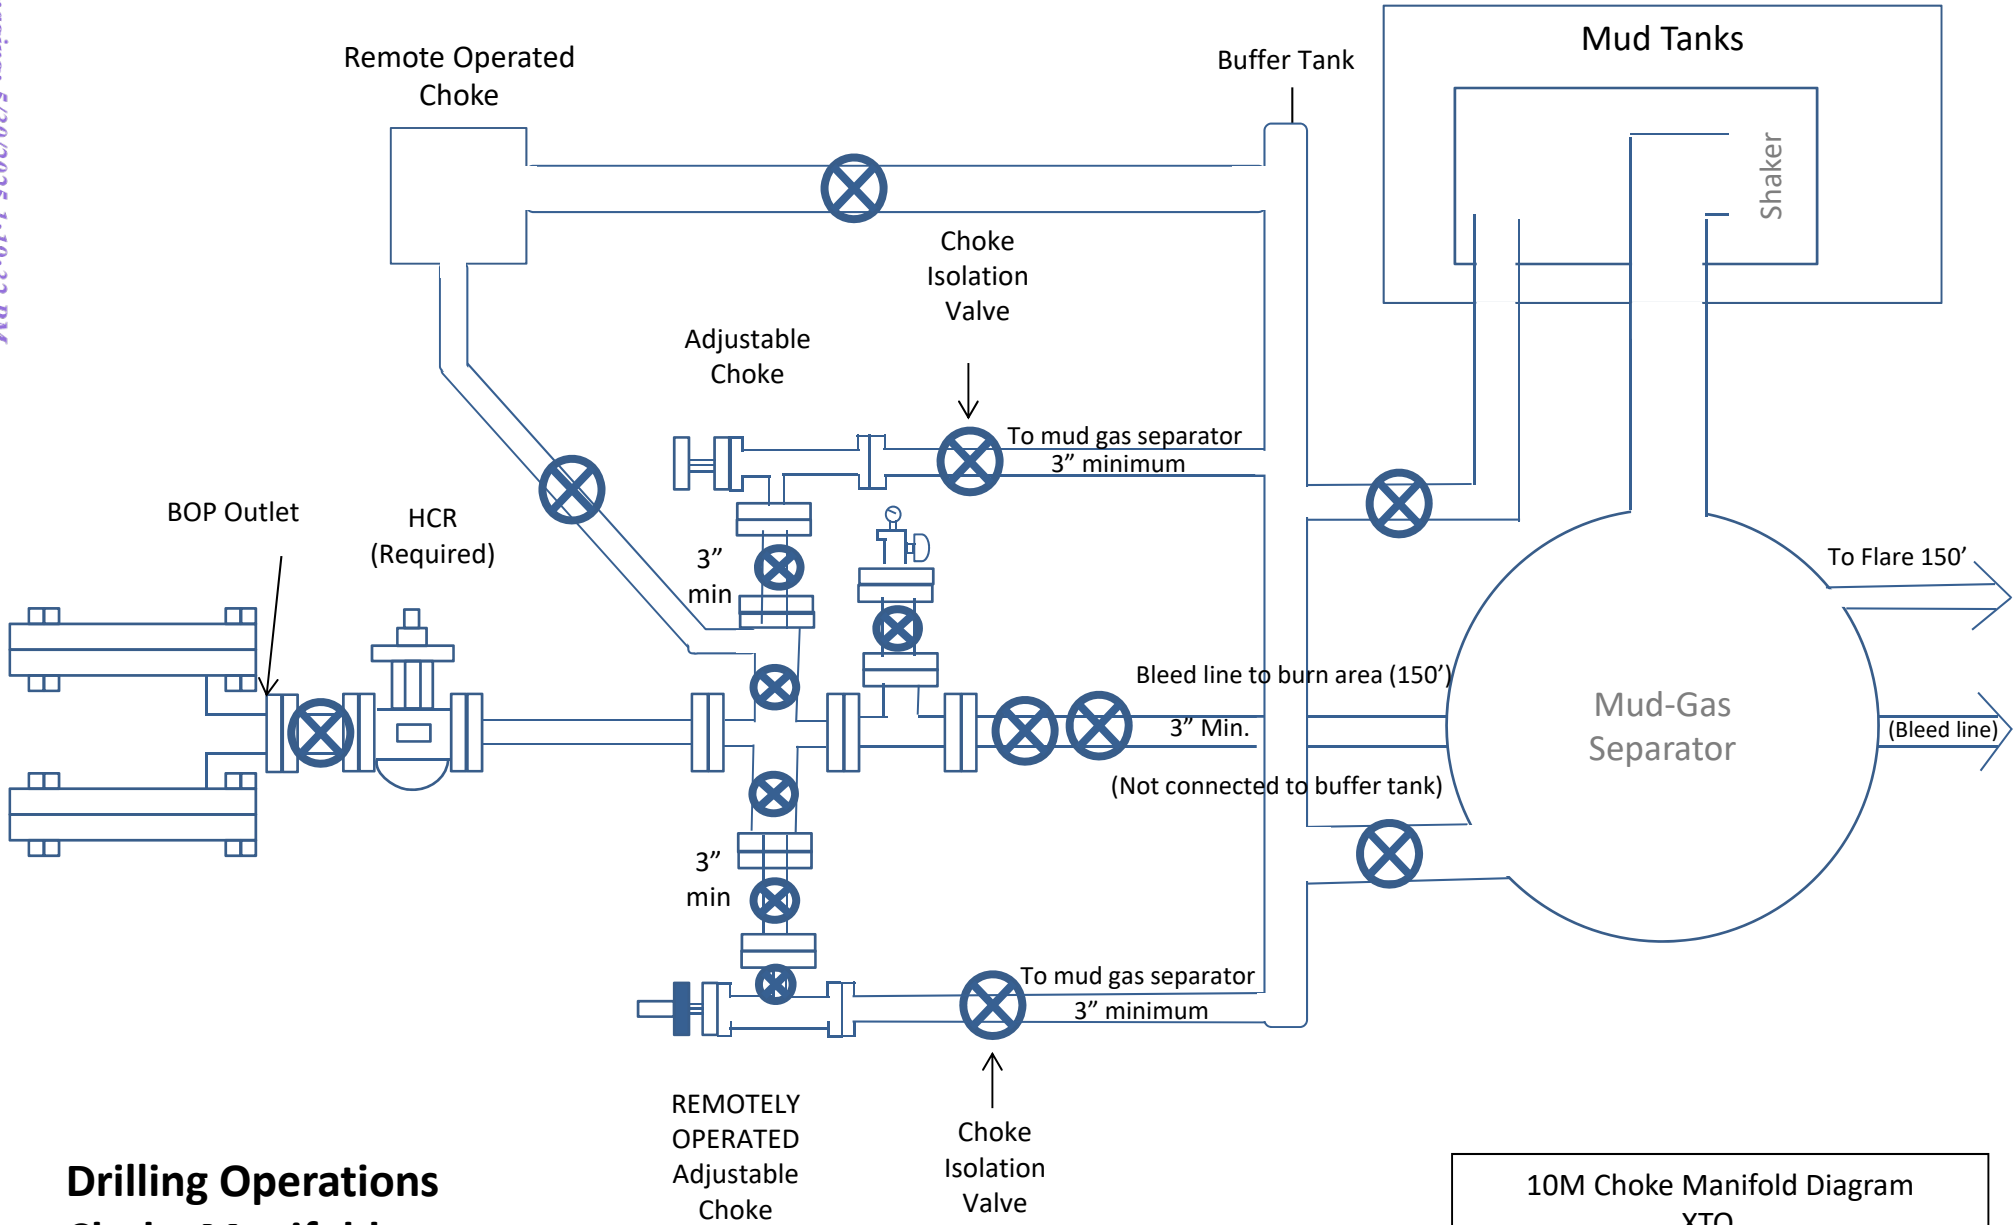 Remote Operated
Choke
Buffer Tank
Mud Tanks
Shaker
Choke
Isolation
Valve
Adjustable
Choke
To mud gas separator
3” minimum
BOP Outlet
HCR
(Required)
3”
min
To Flare 150’
Bleed line to burn area (150’)
3” Min.
(Not connected to buffer tank)
Mud-Gas
Separator
(Bleed line)
3”
min
To mud gas separator
3” minimum
REMOTELY
OPERATED
Adjustable
Choke
Choke
Isolation
Valve
Drilling Operations
Choke Manifold
10M Choke Manifold Diagram
XTO